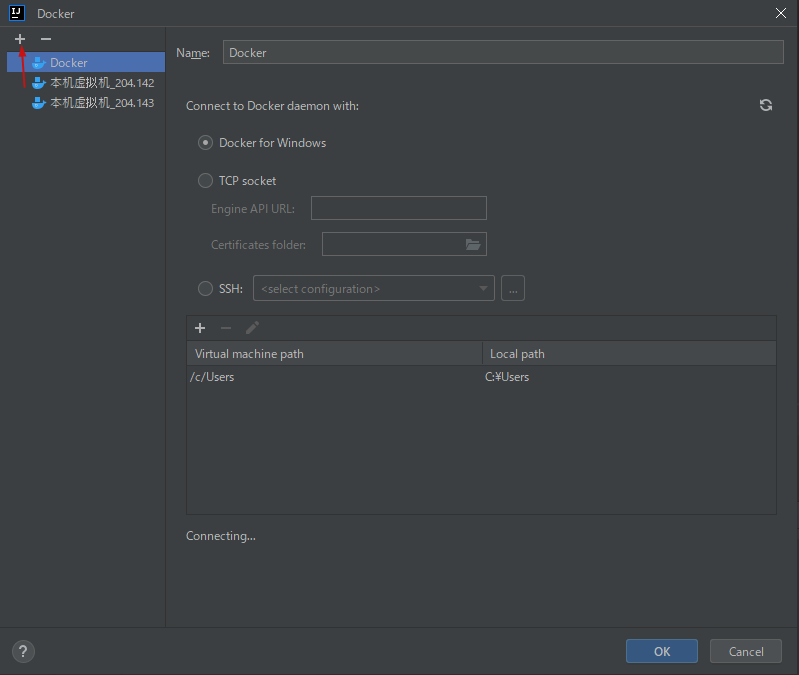 IJ Docker
Name: Docker
Docker
本机虚拟机_204.142
本机虚拟机_204.143
Connect to Docker daemon with:
Docker for Windows
TCP socket
Engine API URL:
Certificates folder:
SSH: <select configuration> ...
Virtual machine path Local path
/c/Users C:¥Users
Connecting...
? OK Cancel